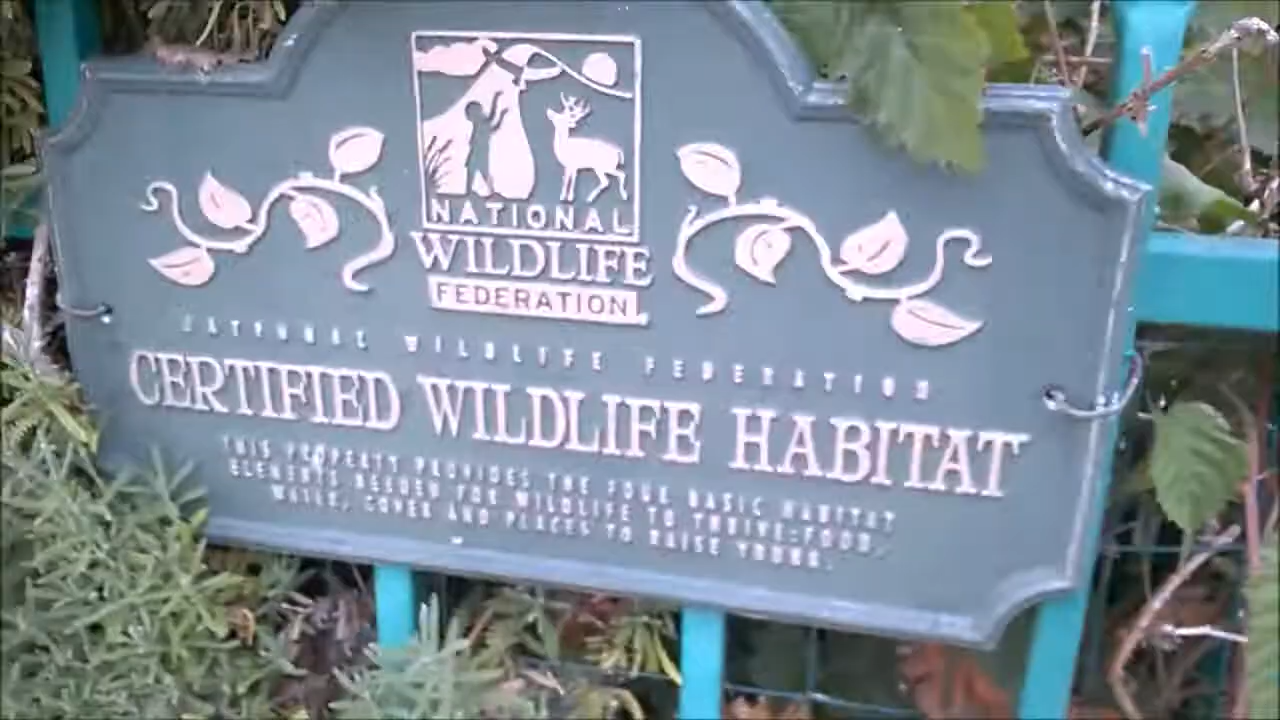 NATIONAL
WILDLIFE
FEDERATION
NATIONAL WILDLIFE FEDERATION
CERTIFIED WILDLIFE HABITAT
THIS PROPERTY PROVIDES THE FOUR BASIC HABITAT
ELEMENTS NEEDED FOR WILDLIFE TO THRIVE: FOOD,
WATER, COVER AND PLACES TO RAISE YOUNG.